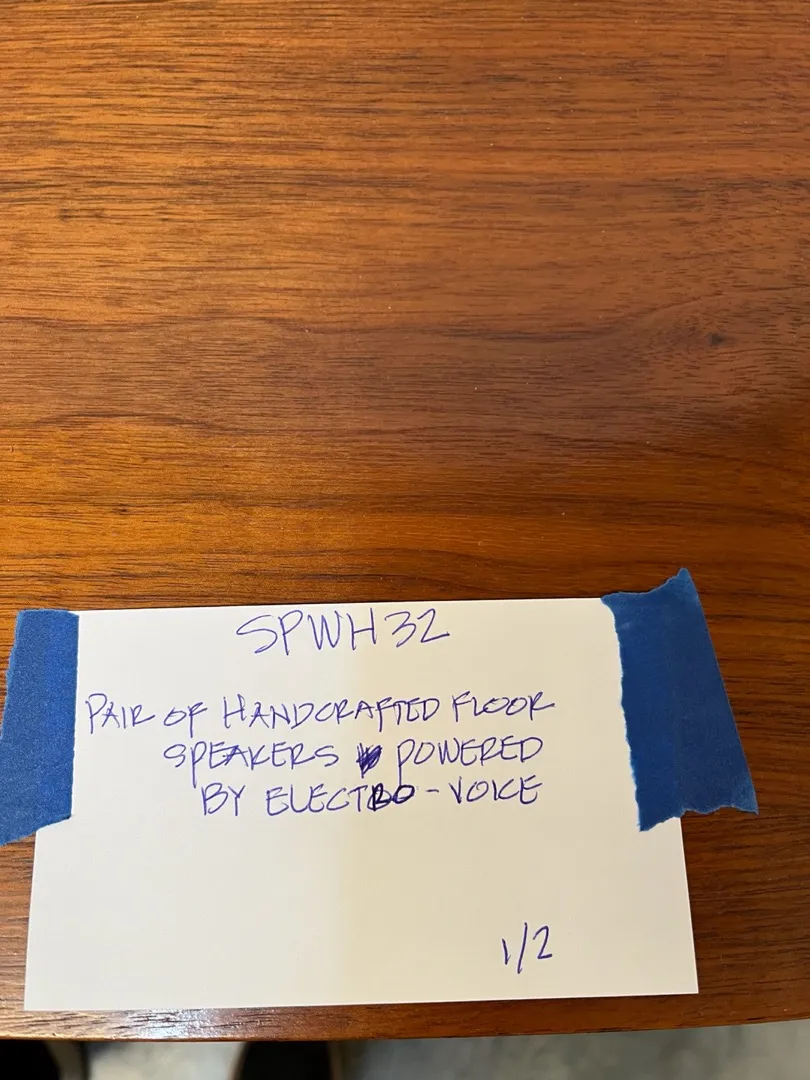 SPWH32
PAIR OF HANDCRAFTED FLOOR
SPEAKERS POWERED
BY ELECTRO-VOICE
1/2